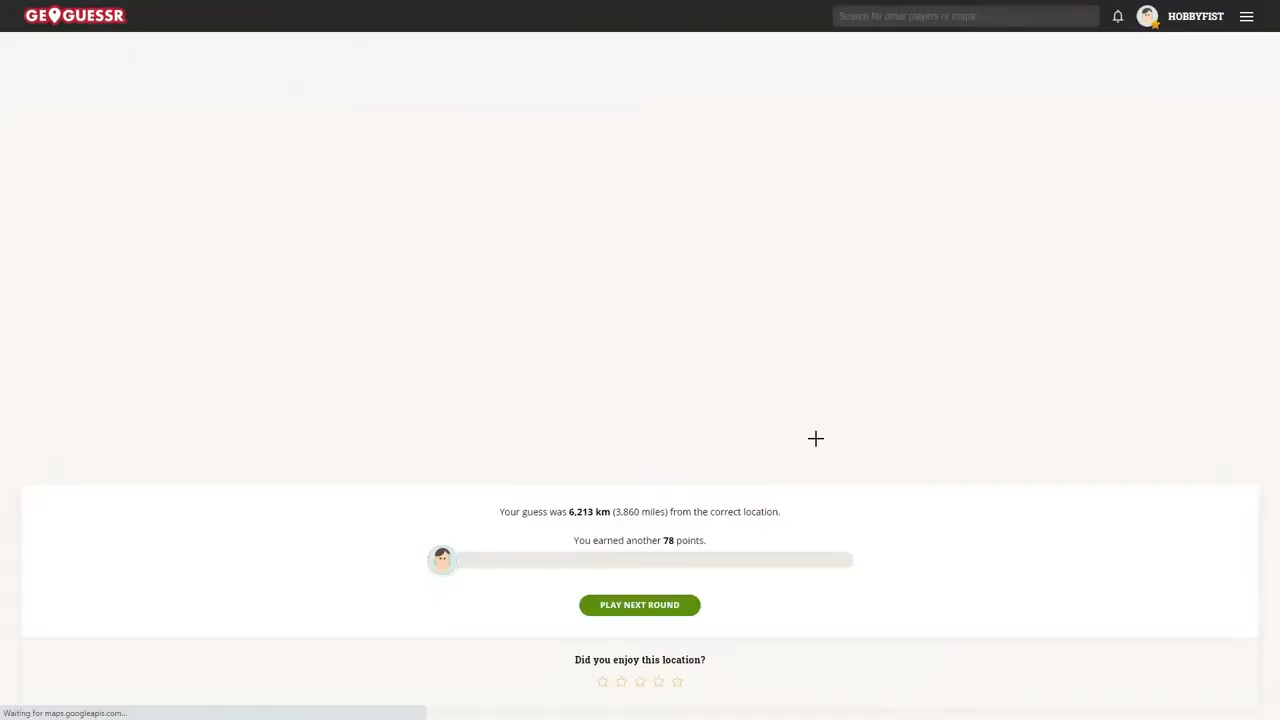 GEOGUESSR
Search for other players or maps
HOBBYFIST
Your guess was 6,213 km (3,860 miles) from the correct location.
You earned another 78 points.
PLAY NEXT ROUND
Did you enjoy this location?
Waiting for maps.googleapis.com...